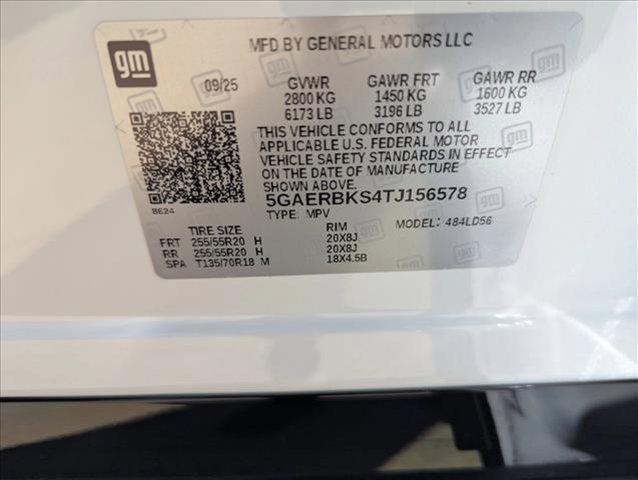 gm
MFD BY GENERAL MOTORS LLC
09/25 GVWR GAWR FRT GAWR RR
2800 KG 1450 KG 1600 KG
6173 LB 3196 LB 3527 LB
THIS VEHICLE CONFORMS TO ALL
APPLICABLE U.S. FEDERAL MOTOR
VEHICLE SAFETY STANDARDS IN EFFECT
ON THE DATE OF MANUFACTURE
SHOWN ABOVE.
5GAERBKS4TJ156578
8624
TYPE: MPV MODEL: 484LD56
TIRE SIZE RIM
FRT 255/55R20 H 20X8J
RR 255/55R20 H 20X8J
SPA T135/70R18 M 18X4.5B